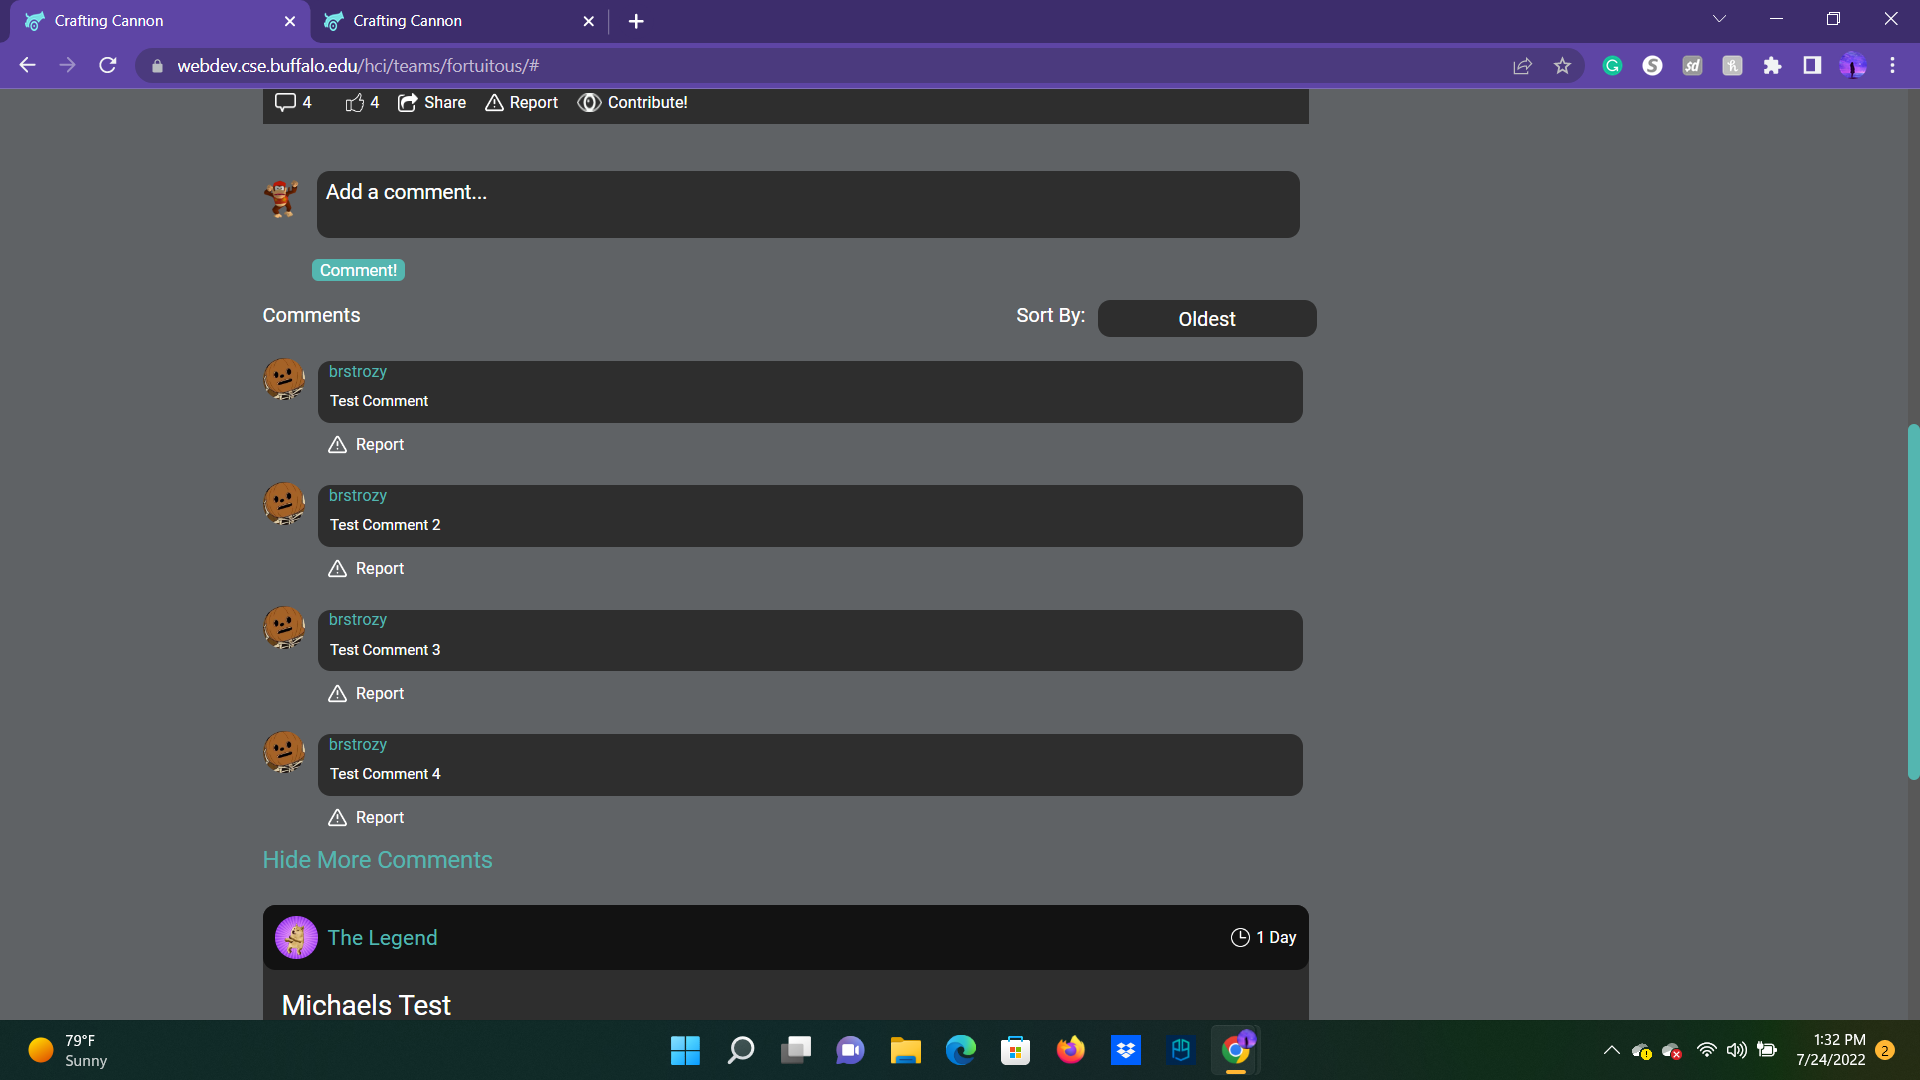 Crafting Cannon
Crafting Cannon
webdev.cse.buffalo.edu/hci/teams/fortuitous/#
4 4 Share Report Contribute!
Add a comment...
Comment!
Comments Sort By: Oldest
brstrozy
Test Comment
Report
brstrozy
Test Comment 2
Report
brstrozy
Test Comment 3
Report
brstrozy
Test Comment 4
Report
Hide More Comments
The Legend 1 Day
Michaels Test
79°F
Sunny
1:32 PM
7/24/2022
2